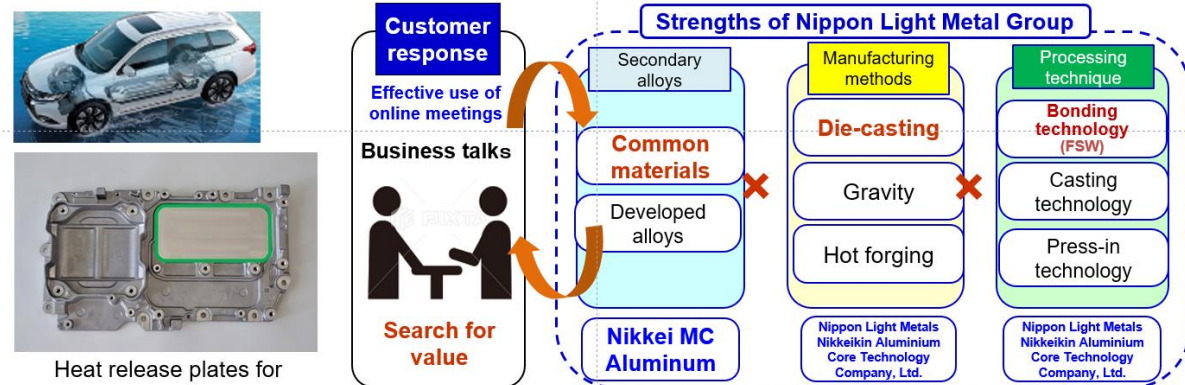 Heat release plates for
Customer
response
Effective use of
online meetings
Business talks
Search for
value
Strengths of Nippon Light Metal Group
Secondary
alloys
Common
materials
Developed
alloys
Nikkei MC
Aluminum
Manufacturing
methods
Die-casting
Gravity
Hot forging
Nippon Light Metals
Nikkeikin Aluminium
Core Technology
Company, Ltd.
Processing
technique
Bonding
technology
(FSW)
Casting
technology
Press-in
technology
Nippon Light Metals
Nikkeikin Aluminium
Core Technology
Company, Ltd.